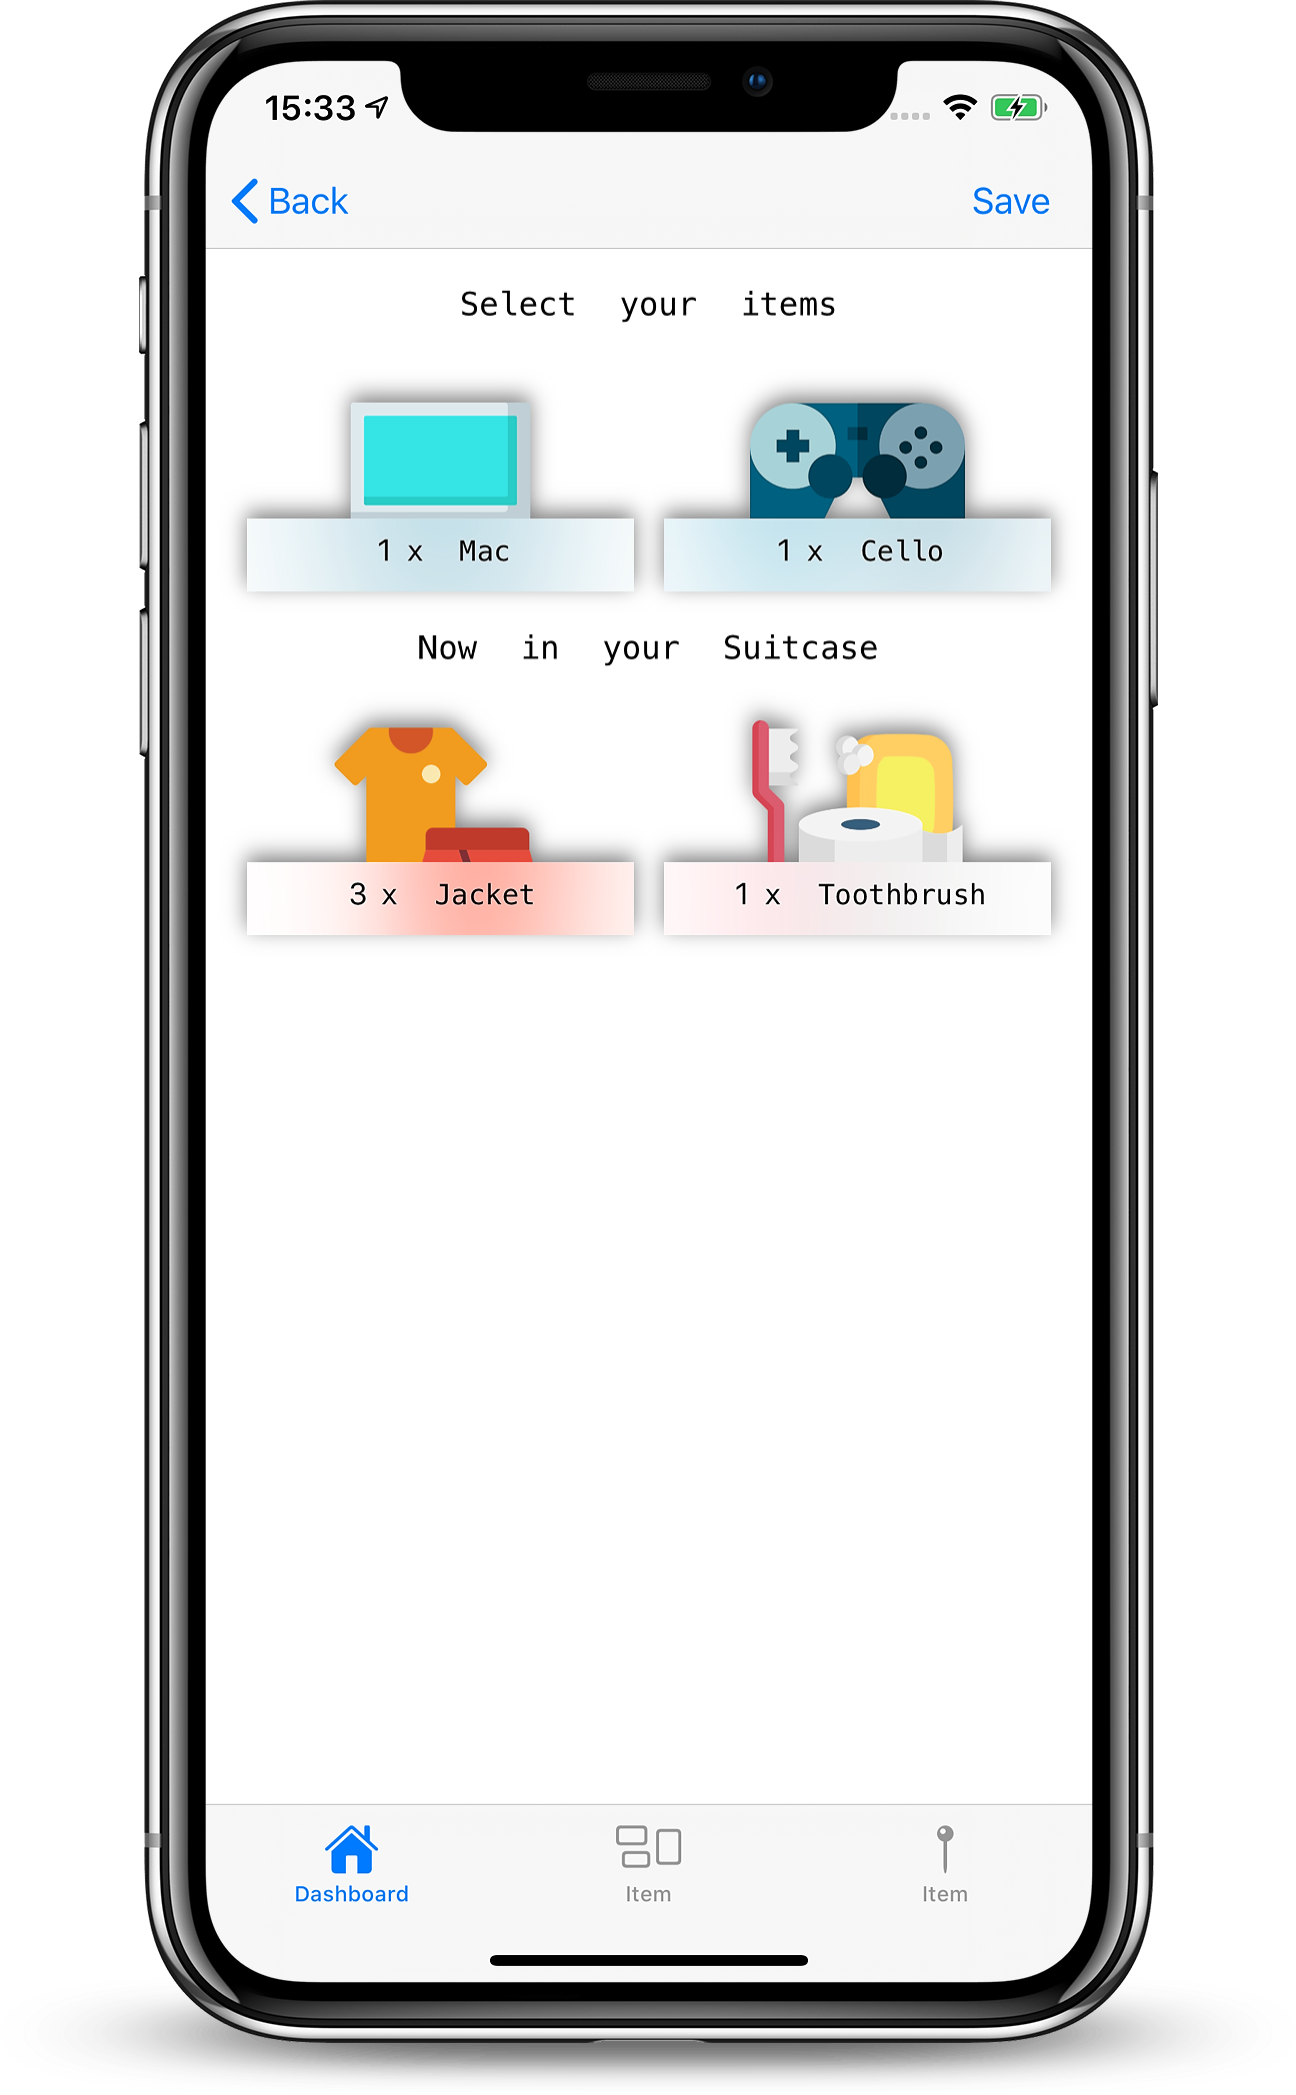 15:33
Back Save
Select your items
1 x Mac 1 x Cello
Now in your Suitcase
3 x Jacket 1 x Toothbrush
Dashboard Item Item